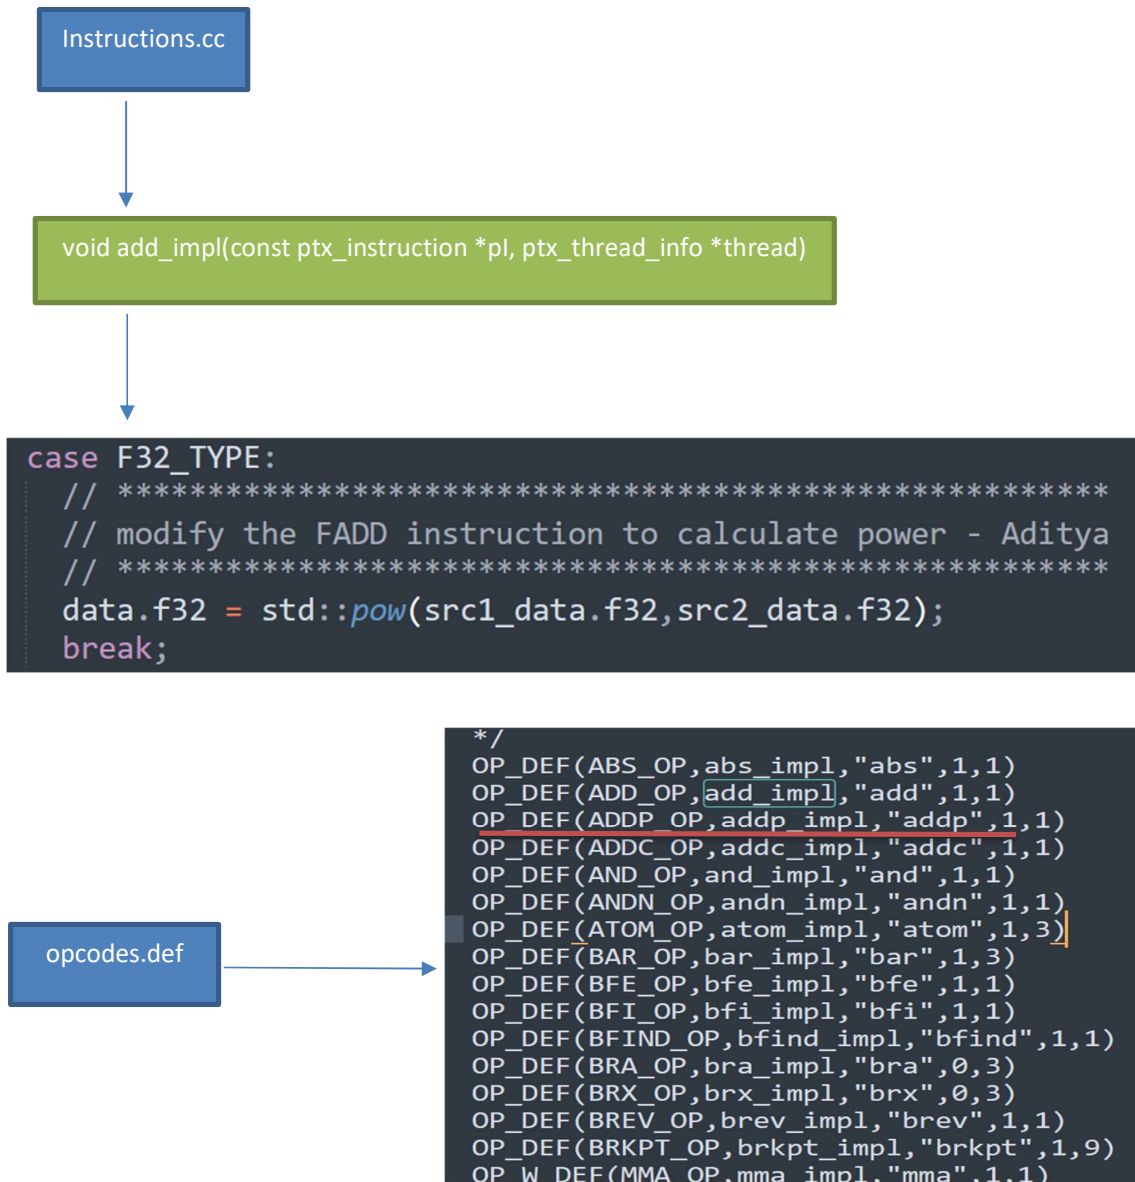 Instructions.cc
void add_impl(const ptx_instruction *pI, ptx_thread_info *thread)
case F32_TYPE:
// *******************************************************
// modify the FADD instruction to calculate power - Aditya
// *******************************************************
data.f32 = std::pow(src1_data.f32,src2_data.f32);
break;
*/
OP_DEF(ABS_OP,abs_impl,"abs",1,1)
OP_DEF(ADD_OP,add_impl,"add",1,1)
OP_DEF(ADDP_OP,addp_impl,"addp",1,1)
OP_DEF(ADDC_OP,addc_impl,"addc",1,1)
OP_DEF(AND_OP,and_impl,"and",1,1)
OP_DEF(ANDN_OP,andn_impl,"andn",1,1)
OP_DEF(ATOM_OP,atom_impl,"atom",1,3)
opcodes.def
OP_DEF(BAR_OP,bar_impl,"bar",1,3)
OP_DEF(BFE_OP,bfe_impl,"bfe",1,1)
OP_DEF(BFI_OP,bfi_impl,"bfi",1,1)
OP_DEF(BFIND_OP,bfind_impl,"bfind",1,1)
OP_DEF(BRA_OP,bra_impl,"bra",0,3)
OP_DEF(BRX_OP,brx_impl,"brx",0,3)
OP_DEF(BREV_OP,brev_impl,"brev",1,1)
OP_DEF(BRKPT_OP,brkpt_impl,"brkpt",1,9)
OP_W_DEF(MMA_OP,mma_impl,"mma",1,1)